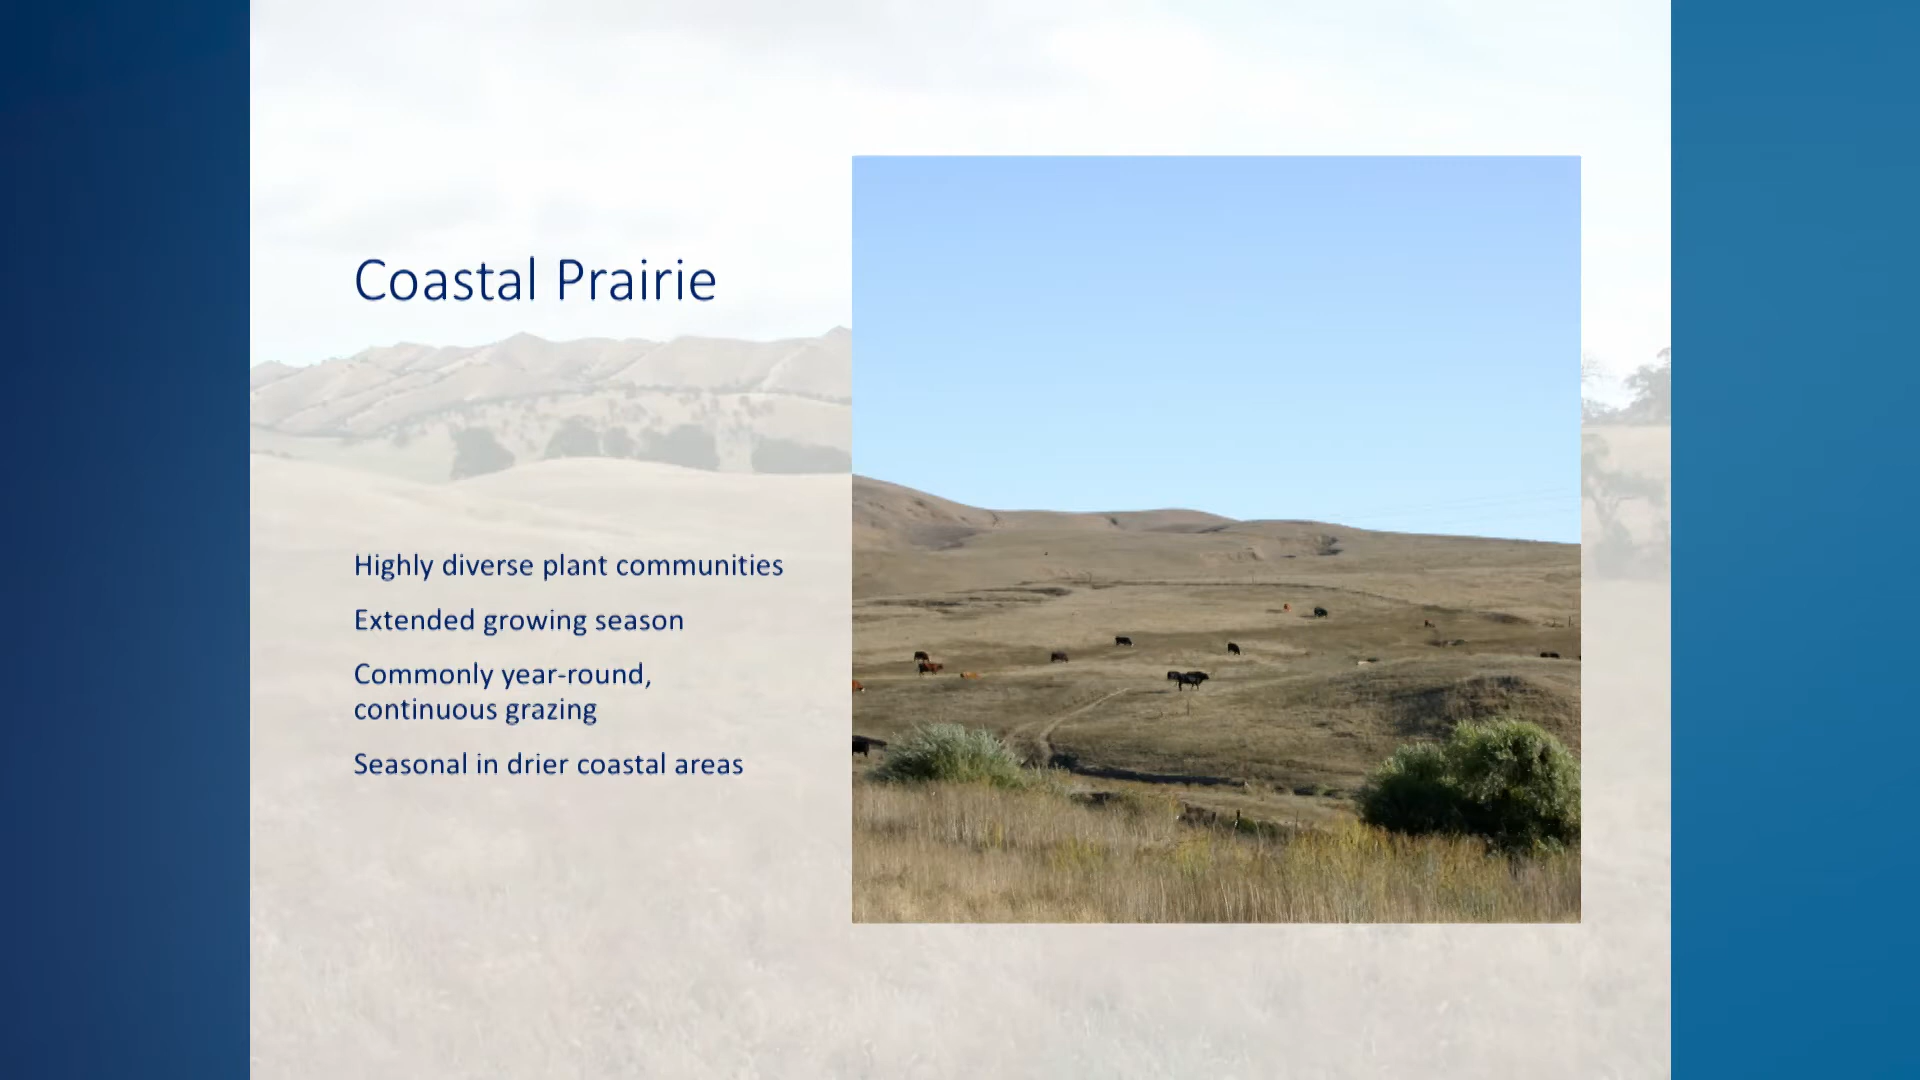 Coastal Prairie
Highly diverse plant communities
Extended growing season
Commonly year-round,
continuous grazing
Seasonal in drier coastal areas